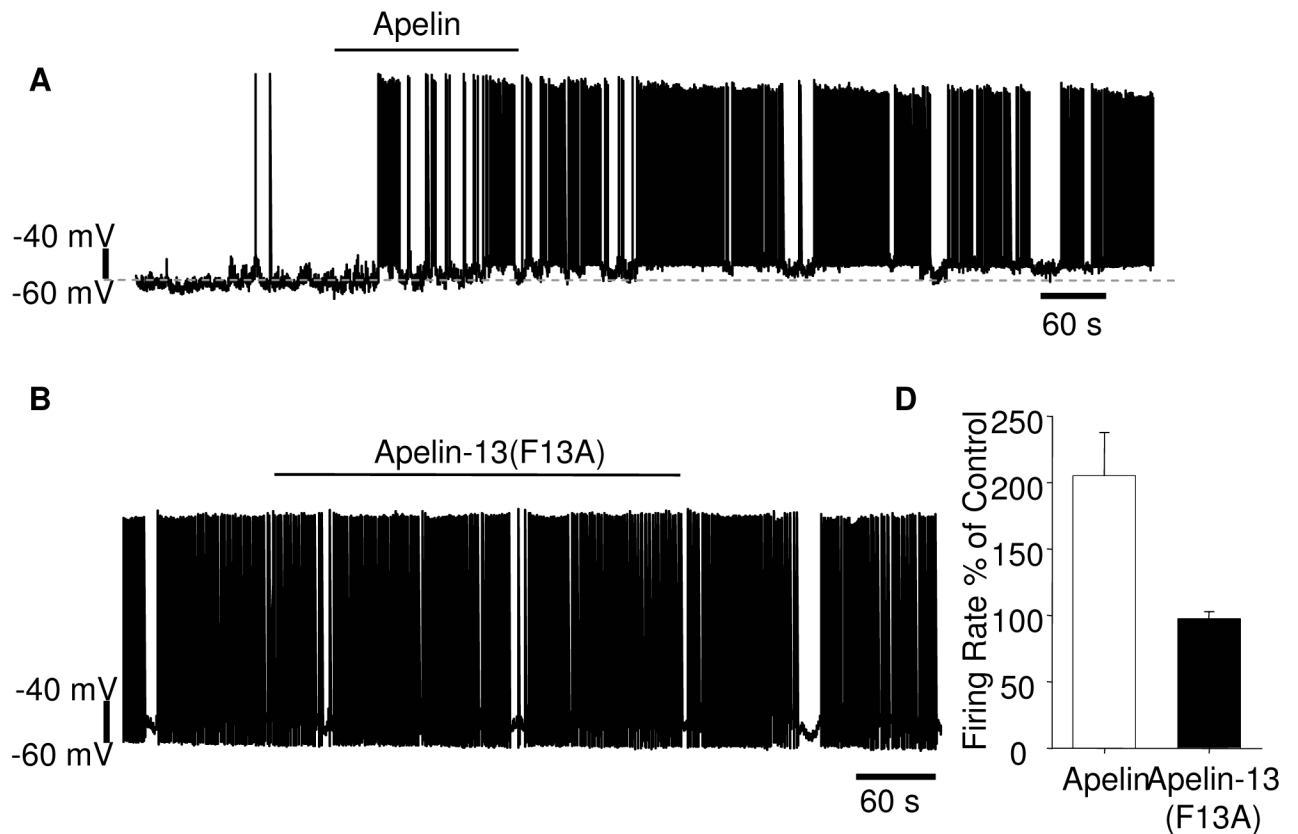 Apelin
A
-40 mV
-60 mV
60 s
B
Apelin-13(F13A)
-40 mV
-60 mV
60 s
D
Firing Rate % of Control
250
200
150
100
50
0
Apelin
Apelin-13
(F13A)